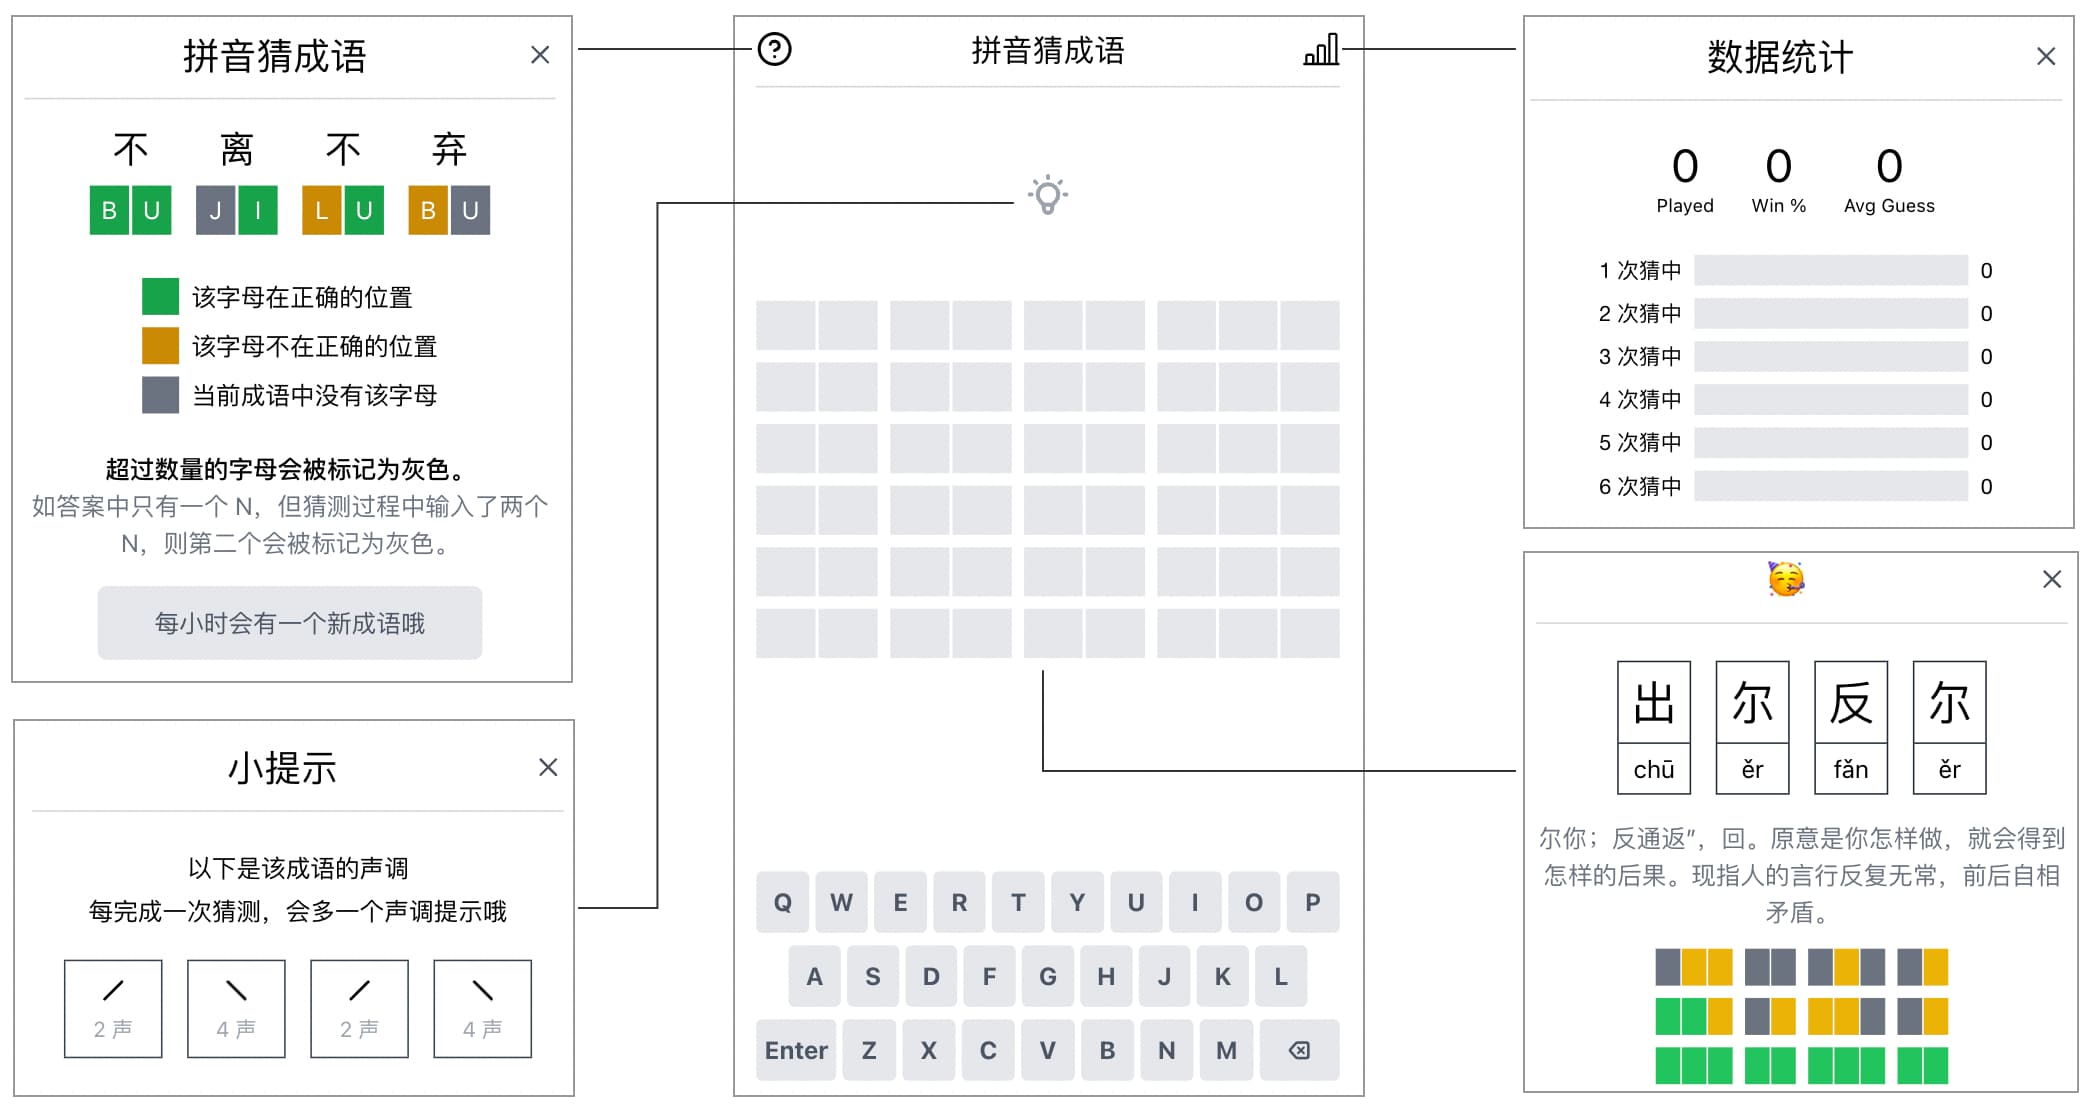 拼音猜成语
不 离 不 弃
B U J I L U B U
该字母在正确的位置
该字母不在正确的位置
当前成语中没有该字母
超过数量的字母会被标记为灰色。
如答案中只有一个 N，但猜测过程中输入了两个
N，则第二个会被标记为灰色。
每小时会有一个新成语哦
小提示
以下是该成语的声调
每完成一次猜测，会多一个声调提示哦
2 声 4 声 2 声 4 声
拼音猜成语
Q W E R T Y U I O P
A S D F G H J K L
Enter Z X C V B N M
数据统计
0 0 0
Played Win % Avg Guess
1 次猜中 0
2 次猜中 0
3 次猜中 0
4 次猜中 0
5 次猜中 0
6 次猜中 0
出 尔 反 尔
chū ěr fǎn ěr
尔你；反通返”，回。原意是你怎样做，就会得到
怎样的后果。现指人的言行反复无常，前后自相
矛盾。